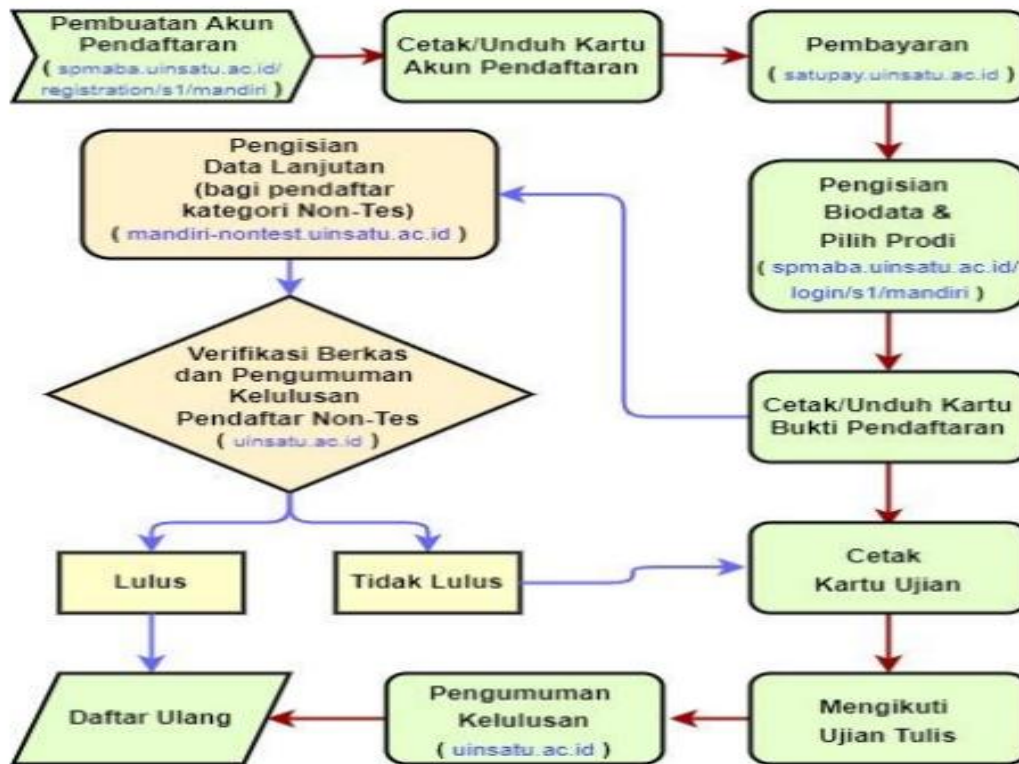 Pembuatan Akun
Pendaftaran
( spmaba.uinsatu.ac.id/
registration/s1/mandiri )
Cetak/Unduh Kartu
Akun Pendaftaran
Pembayaran
( satupay.uinsatu.ac.id )
Pengisian
Biodata &
Pilih Prodi
( spmaba.uinsatu.ac.id/
login/s1/mandiri )
Cetak/Unduh Kartu
Bukti Pendaftaran
Pengisian
Data Lanjutan
(bagi pendaftar
kategori Non-Tes)
( mandiri-nontest.uinsatu.ac.id )
Verifikasi Berkas
dan Pengumuman
Kelulusan
Pendaftar Non-Tes
( uinsatu.ac.id )
Lulus
Tidak Lulus
Cetak
Kartu Ujian
Mengikuti
Ujian Tulis
Pengumuman
Kelulusan
( uinsatu.ac.id )
Daftar Ulang